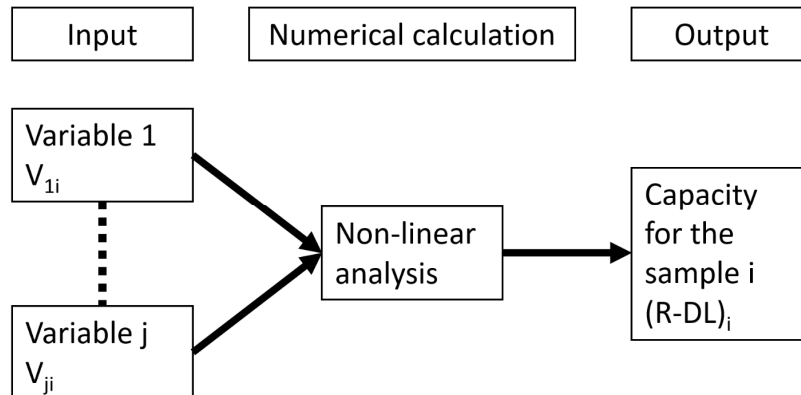 Input
Numerical calculation
Output
Variable 1
V₁ᵢ
Non-linear
analysis
Capacity
for the
sample i
(R-DL)ᵢ
Variable j
Vⱼᵢ